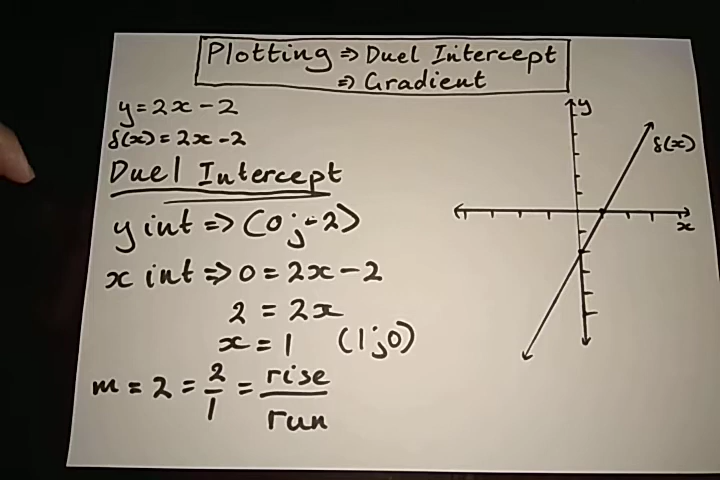 Plotting ⇒ Duel Intercept
⇒ Gradient
y = 2x - 2
f(x) = 2x - 2
Duel Intercept
y int ⇒ (0 ; -2)
x int ⇒ 0 = 2x - 2
2 = 2x
x = 1 (1 ; 0)
m = 2 = 2/1 = rise/run
y
f(x)
x